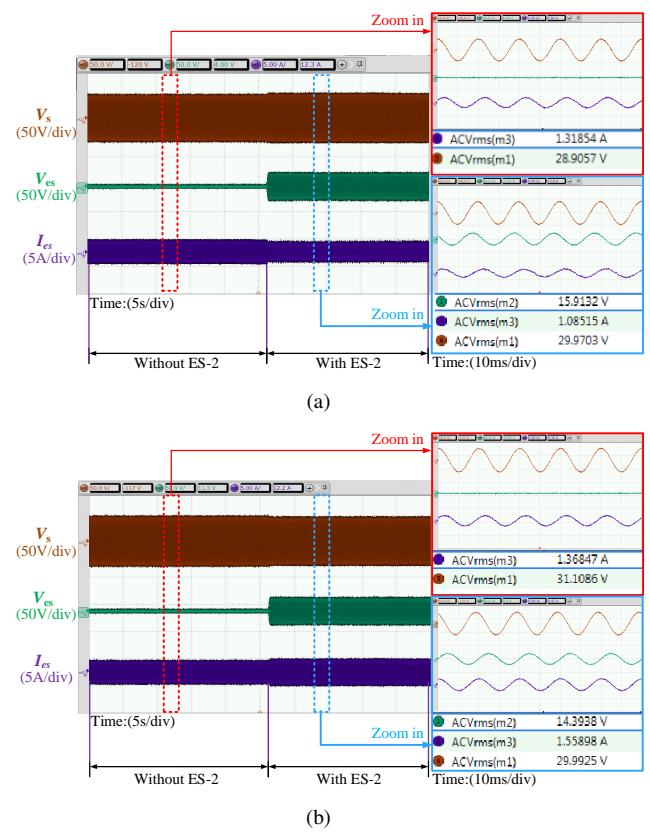 Zoom in
50.0 V/ -120 V 50.0 V/ 4.00 V 5.00 A/ 12.3 A
Vs
(50V/div)
Ves
(50V/div)
Ies
(5A/div)
ACVrms(m3) 1.31854 A
ACVrms(m1) 28.9057 V
Time:(5s/div)
Zoom in
ACVrms(m2) 15.9132 V
ACVrms(m3) 1.08515 A
ACVrms(m1) 29.9703 V
Without ES-2
With ES-2
Time:(10ms/div)
(a)
Zoom in
50.0 V/ -117 V 50.0 V/ 11.3 V 5.00 A/ 12.2 A
Vs
(50V/div)
Ves
(50V/div)
Ies
(5A/div)
ACVrms(m3) 1.36847 A
ACVrms(m1) 31.1086 V
Time:(5s/div)
Zoom in
ACVrms(m2) 14.3938 V
ACVrms(m3) 1.55898 A
ACVrms(m1) 29.9925 V
Without ES-2
With ES-2
Time:(10ms/div)
(b)